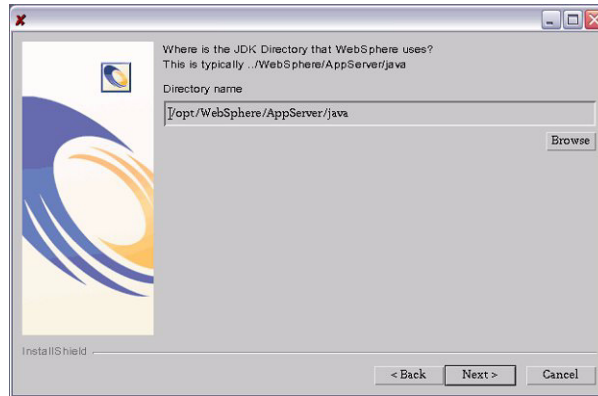 Where is the JDK Directory that WebSphere uses?
This is typically ../WebSphere/AppServer/java
Directory name
/opt/WebSphere/AppServer/java
Browse
InstallShield
< Back
Next >
Cancel